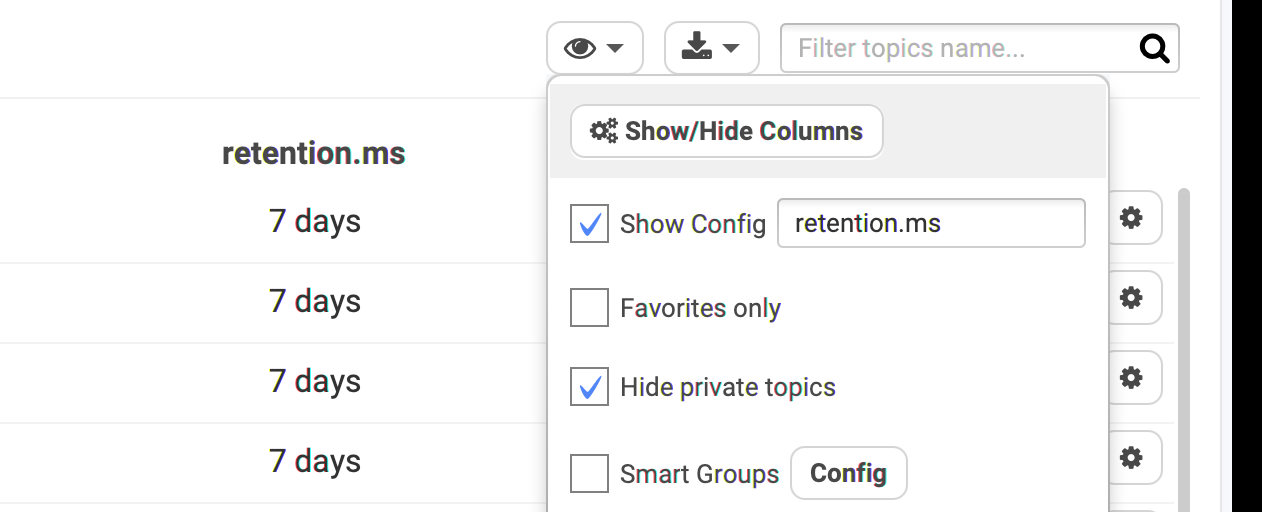 Filter topics name...
Show/Hide Columns
retention.ms
7 days
Show Config retention.ms
7 days
Favorites only
7 days
Hide private topics
7 days
Smart Groups Config